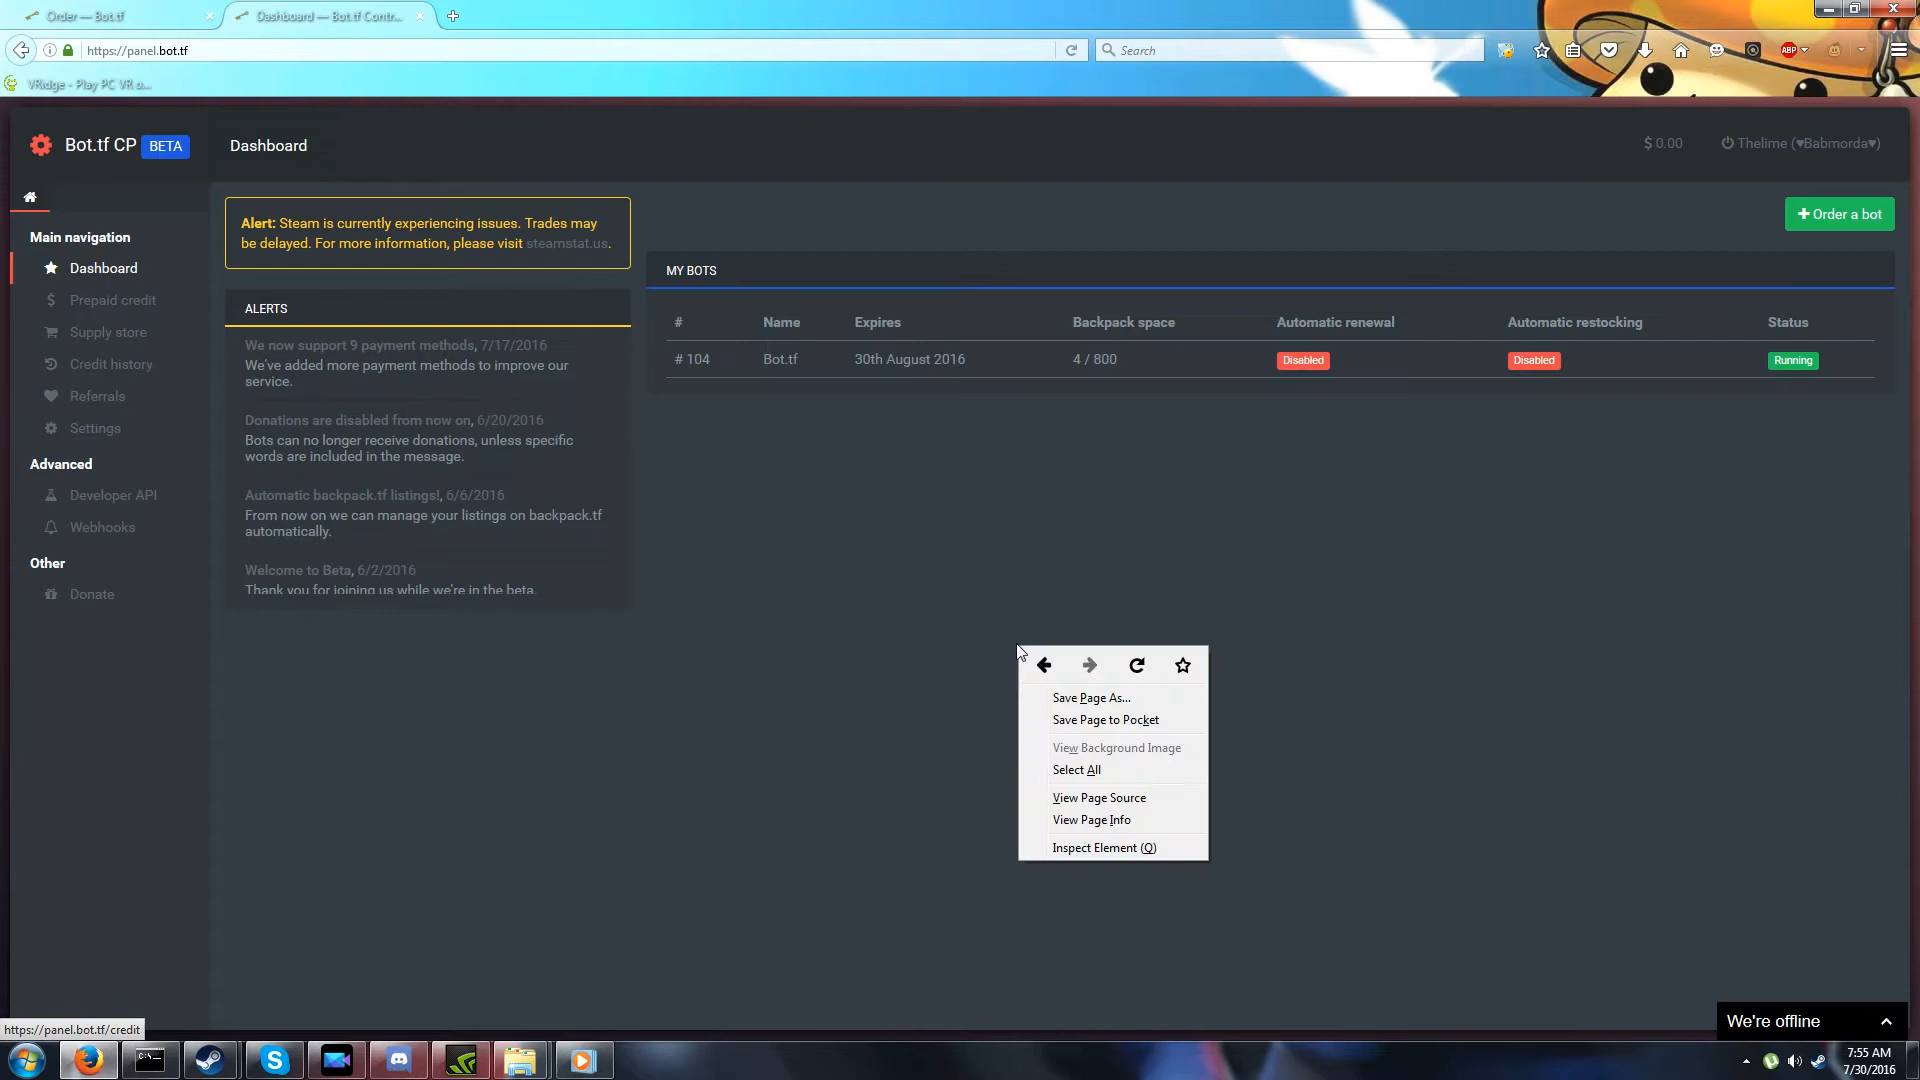 Order — Bot.tf
Dashboard — Bot.tf Contr...
https://panel.bot.tf
Search
ABP
VRidge - Play PC VR o...
Bot.tf CP BETA
Dashboard
$ 0.00
Thelime (♥Babmorda♥)
Main navigation
Dashboard
Prepaid credit
Supply store
Credit history
Referrals
Settings
Advanced
Developer API
Webhooks
Other
Donate
Alert: Steam is currently experiencing issues. Trades may
be delayed. For more information, please visit steamstat.us.
ALERTS
We now support 9 payment methods, 7/17/2016
We've added more payment methods to improve our
service.
Donations are disabled from now on, 6/20/2016
Bots can no longer receive donations, unless specific
words are included in the message.
Automatic backpack.tf listings!, 6/6/2016
From now on we can manage your listings on backpack.tf
automatically.
Welcome to Beta, 6/2/2016
Thank you for joining us while we're in the beta.
Order a bot
MY BOTS
# Name Expires Backpack space Automatic renewal Automatic restocking Status
# 104 Bot.tf 30th August 2016 4 / 800 Disabled Disabled Running
Save Page As...
Save Page to Pocket
View Background Image
Select All
View Page Source
View Page Info
Inspect Element (Q)
We're offline
https://panel.bot.tf/credit
C:\.
7:55 AM
7/30/2016